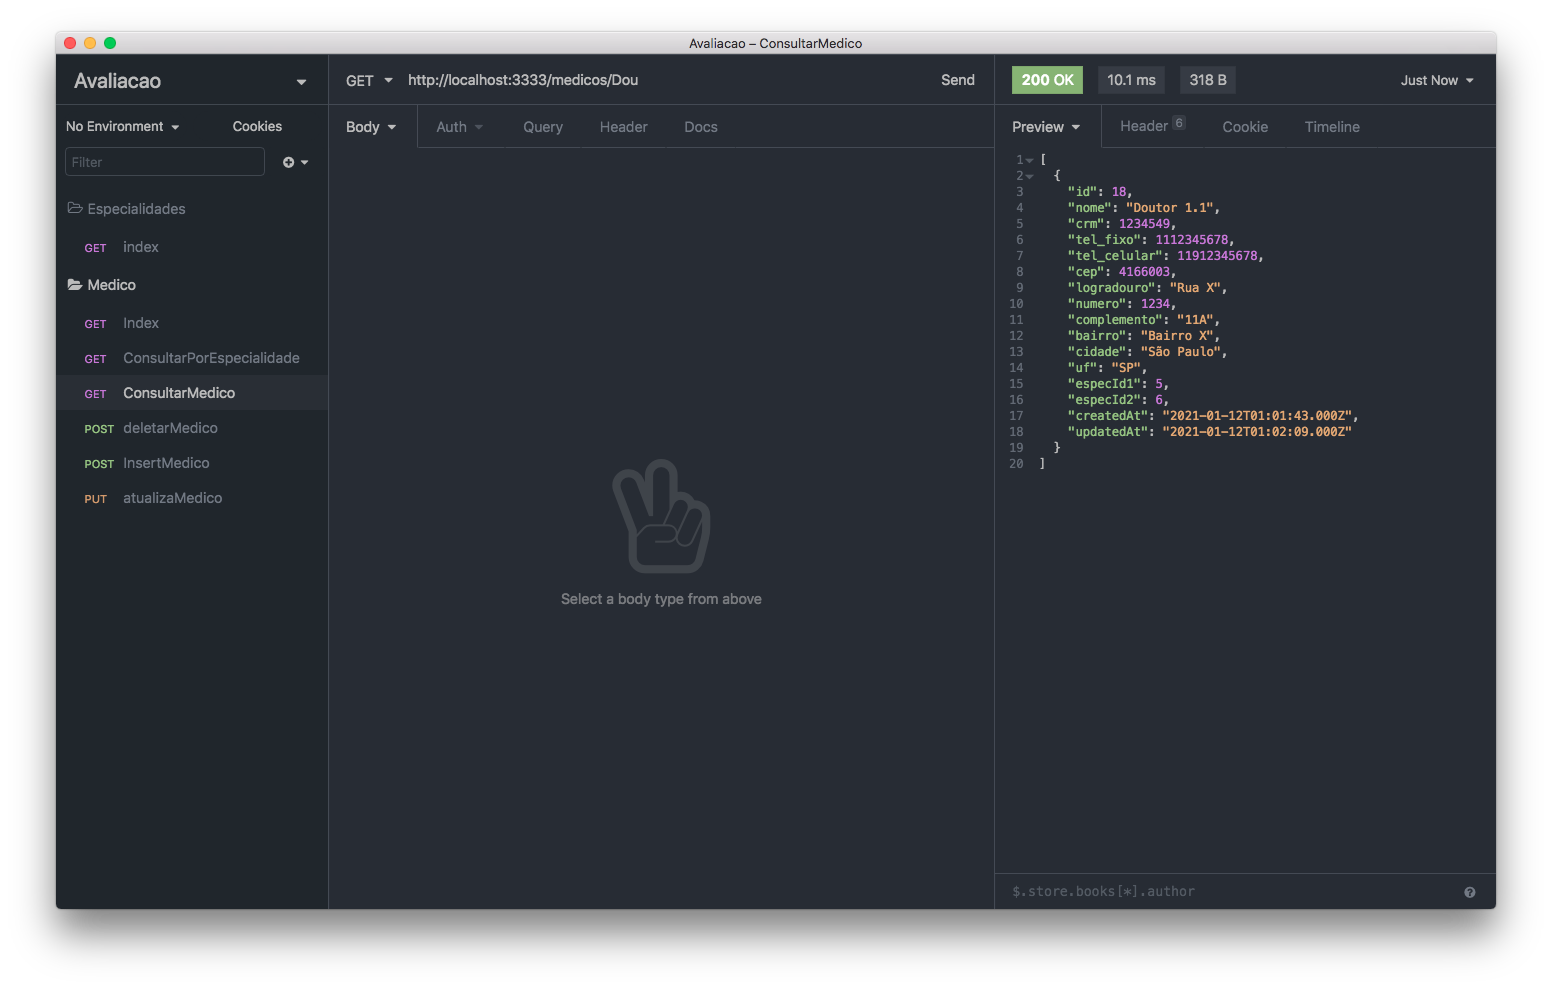 Avaliacao – ConsultarMedico
Avaliacao
GET http://localhost:3333/medicos/Dou Send
200 OK 10.1 ms 318 B Just Now
No Environment Cookies
Filter
Especialidades
GET index
Medico
GET Index
GET ConsultarPorEspecialidade
GET ConsultarMedico
POST deletarMedico
POST InsertMedico
PUT atualizaMedico
Body Auth Query Header Docs
Select a body type from above
Preview Header 6 Cookie Timeline
1 [
2 {
3 "id": 18,
4 "nome": "Doutor 1.1",
5 "crm": 1234549,
6 "tel_fixo": 1112345678,
7 "tel_celular": 11912345678,
8 "cep": 4166003,
9 "logradouro": "Rua X",
10 "numero": 1234,
11 "complemento": "11A",
12 "bairro": "Bairro X",
13 "cidade": "São Paulo",
14 "uf": "SP",
15 "especId1": 5,
16 "especId2": 6,
17 "createdAt": "2021-01-12T01:01:43.000Z",
18 "updatedAt": "2021-01-12T01:02:09.000Z"
19 }
20 ]
$.store.books[*].author